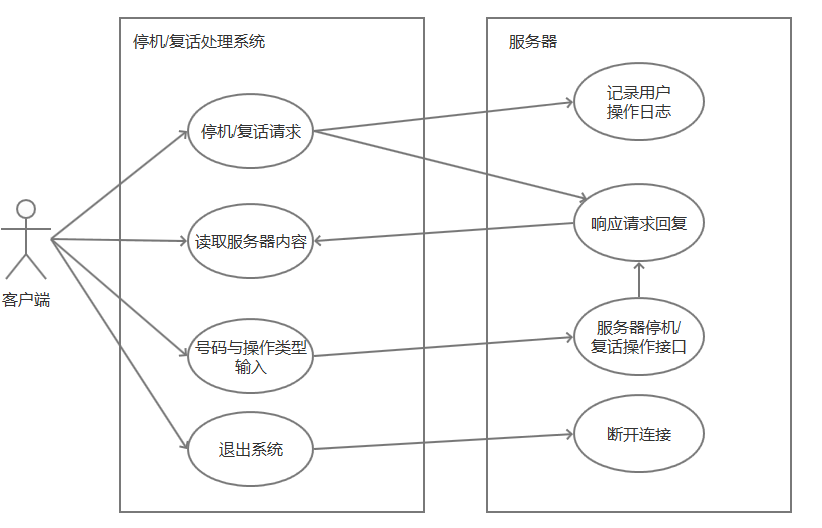 停机/复话处理系统
服务器
停机/复话请求
记录用户
操作日志
读取服务器内容
响应请求回复
客户端
号码与操作类型
输入
服务器停机/
复话操作接口
退出系统
断开连接